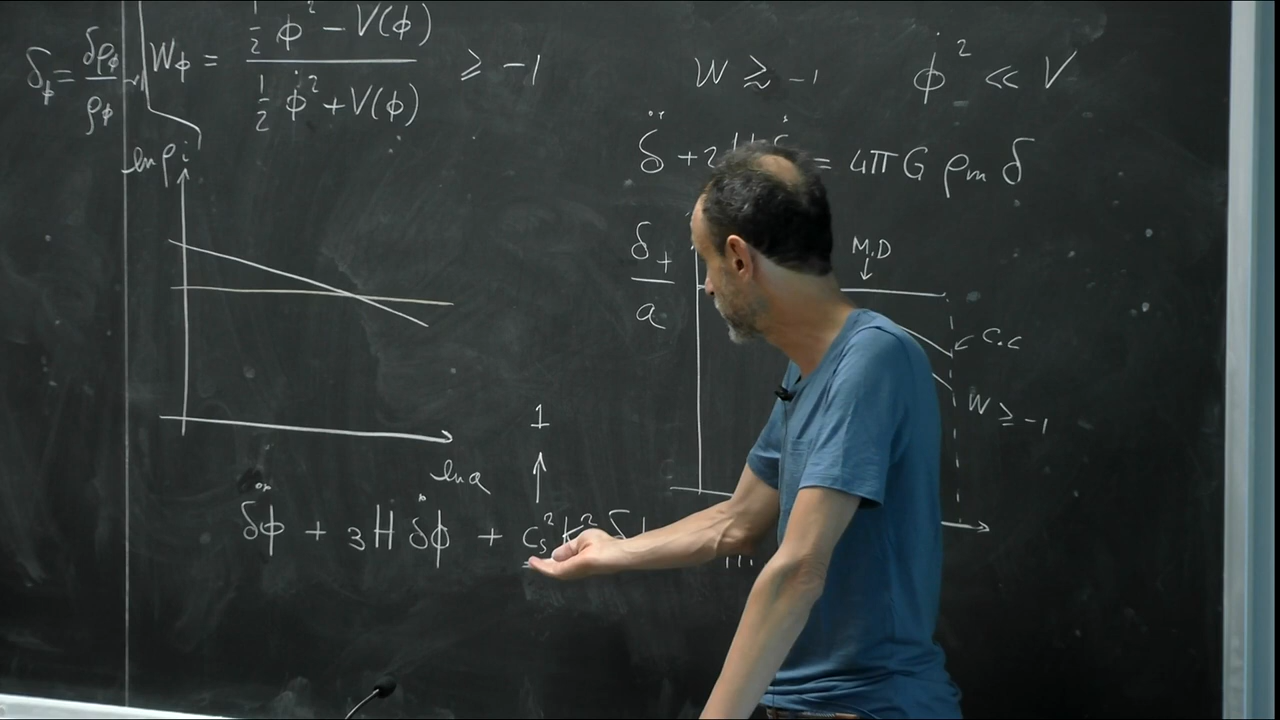 δ_φ = δρ_φ / ρ_φ
W_φ = (½ φ̇² − V(φ)) / (½ φ̇² + V(φ)) ≥ −1
W ≳ −1
φ̇² ≪ V
δ̈ + 2H = 4πG ρ_m δ
ln ρ_i
ln a
δ_+ / a
M.D
↓
c.c
W ≥ −1
1
↑
δφ̈ + 3H δφ̇ + c_s² k² δ
...